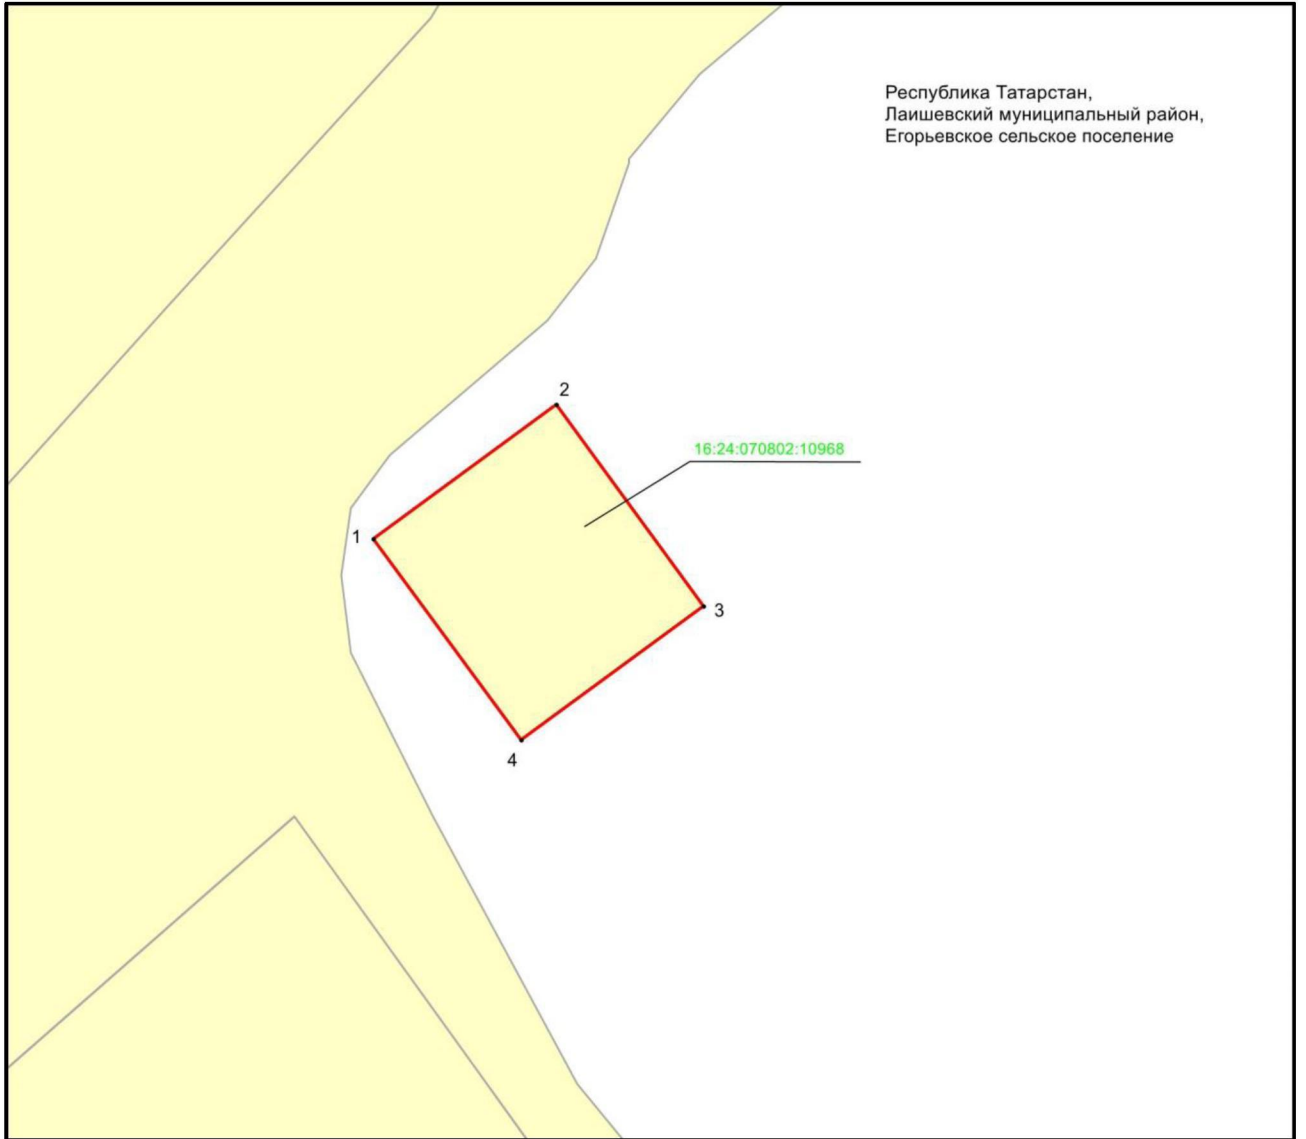 Республика Татарстан,
Лаишевский муниципальный район,
Егорьевское сельское поселение
2
16:24:070802:10968
1
3
4